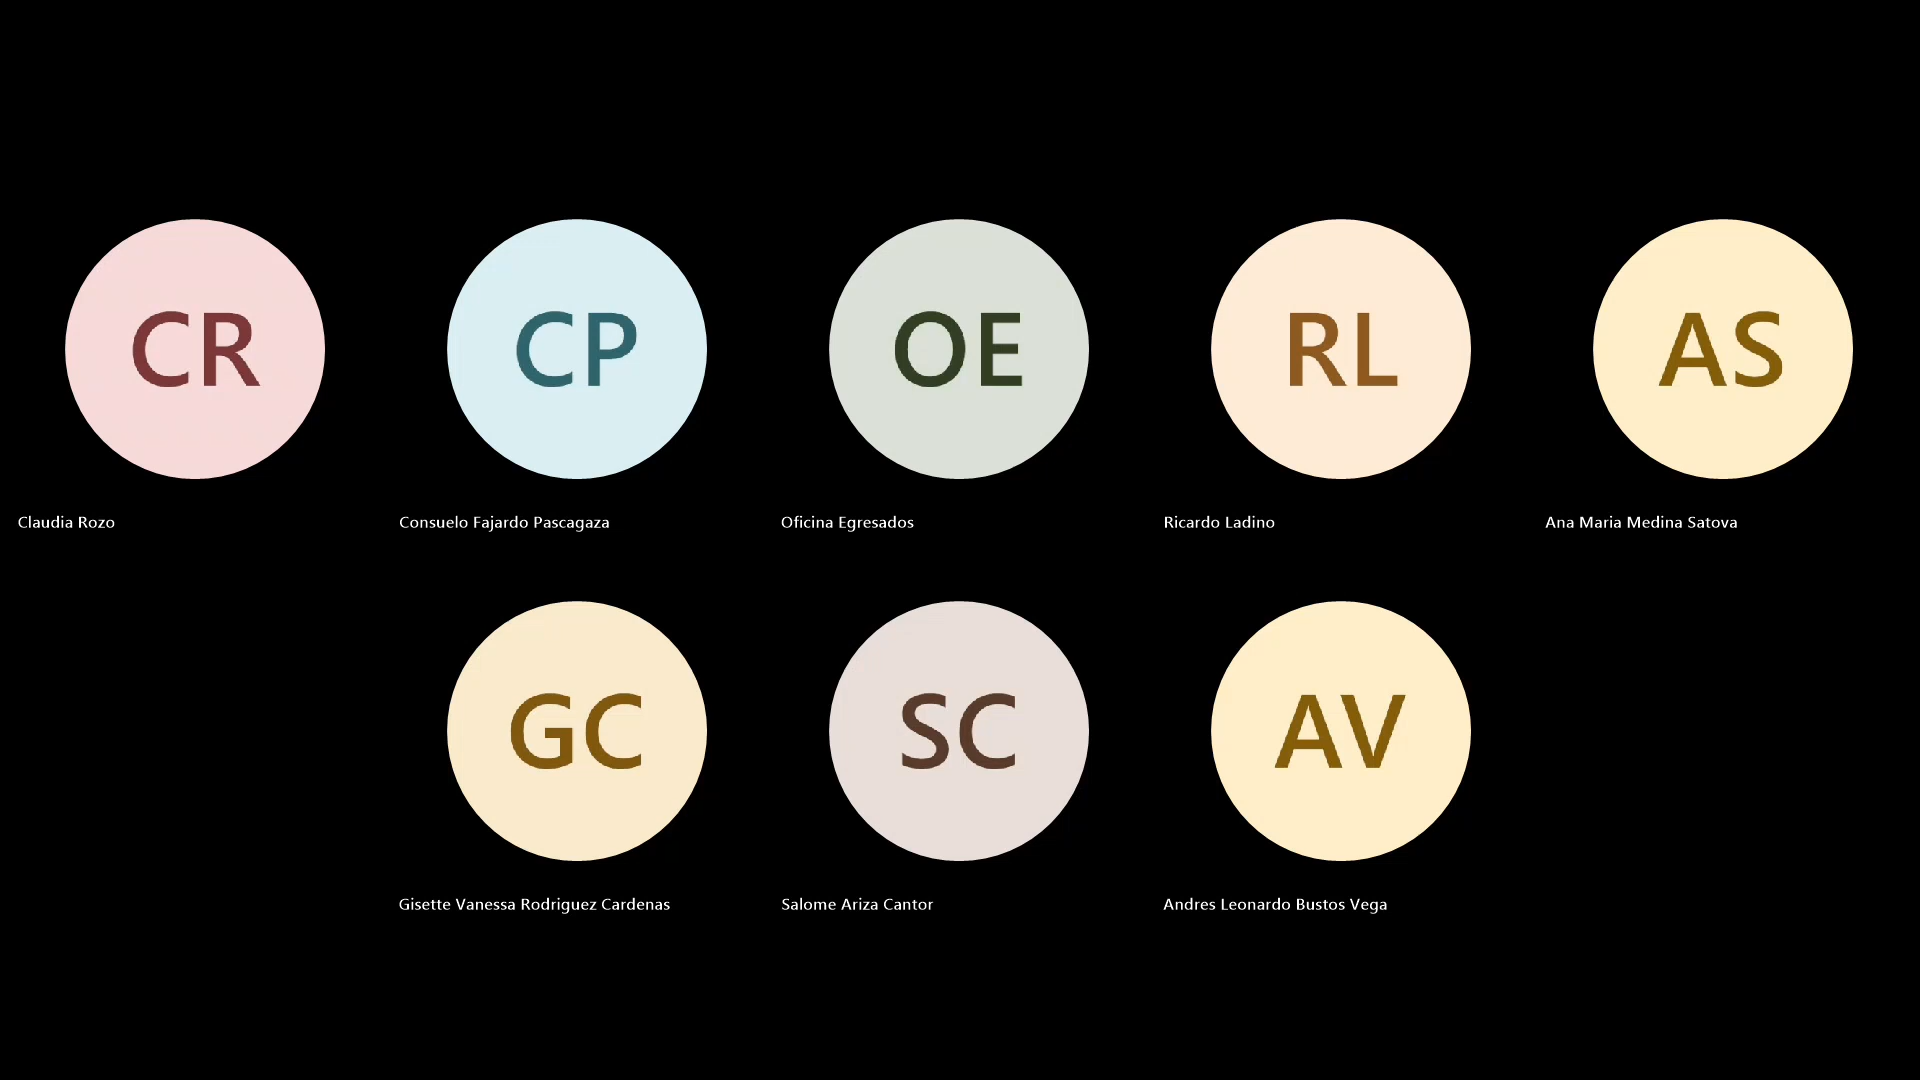 CR
CP
OE
RL
AS
Claudia Rozo
Consuelo Fajardo Pascagaza
Oficina Egresados
Ricardo Ladino
Ana Maria Medina Satova
GC
SC
AV
Gisette Vanessa Rodriguez Cardenas
Salome Ariza Cantor
Andres Leonardo Bustos Vega